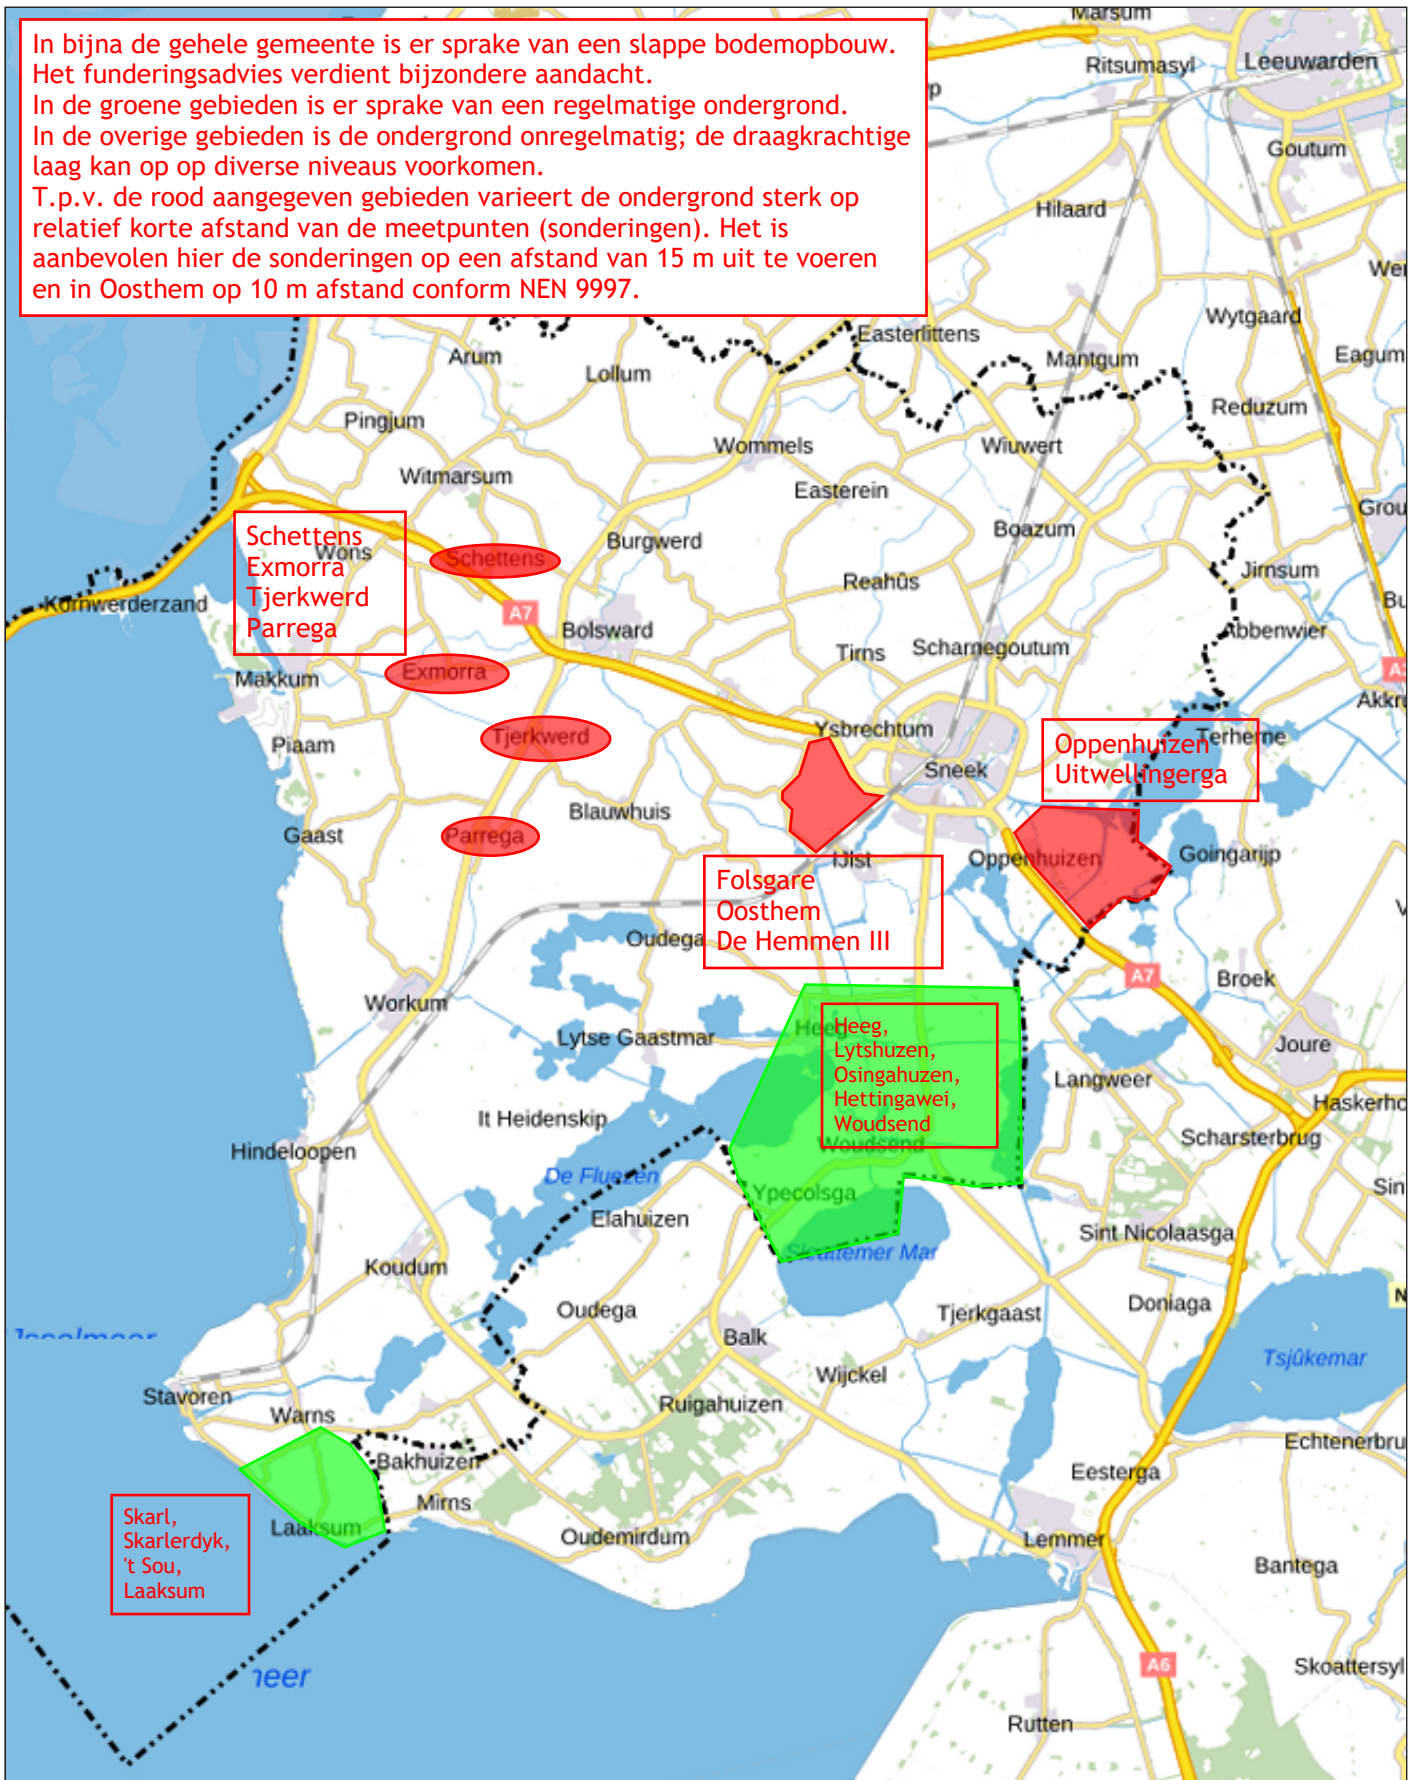 In bijna de gehele gemeente is er sprake van een slappe bodemopbouw.
Het funderingsadvies verdient bijzondere aandacht.
In de groene gebieden is er sprake van een regelmatige ondergrond.
In de overige gebieden is de ondergrond onregelmatig; de draagkrachtige
laag kan op op diverse niveaus voorkomen.
T.p.v. de rood aangegeven gebieden varieert de ondergrond sterk op
relatief korte afstand van de meetpunten (sonderingen). Het is
aanbevolen hier de sonderingen op een afstand van 15 m uit te voeren
en in Oosthem op 10 m afstand conform NEN 9997.
Marsum
Ritsumasyl
Leeuwarden
Goutum
Hilaard
Wytgaard
Easterlittens
Mantgum
Eagum
Arum
Lollum
Reduzum
Pingjum
Wommels
Wiuwert
Witmarsum
Easterein
Boazum
Grou
Schettens
Exmorra
Tjerkwerd
Parrega
Wons
Schettens
Burgwerd
Reahûs
Jirnsum
Kornwerderzand
A7
Bolsward
Tirns
Scharnegoutum
Abbenwier
Makkum
Exmorra
Piaam
Tjerkwerd
Ysbrechtum
Sneek
Oppenhuizen
Uitwellingerga
Terherne
Blauwhuis
Gaast
Parrega
IJlst
Oppenhuizen
Goingarijp
Folsgare
Oosthem
De Hemmen III
Oudega
A7
Broek
Workum
Lytse Gaastmar
Heeg
Heeg,
Lytshuzen,
Osingahuzen,
Hettingawei,
Woudsend
Joure
Langweer
It Heidenskip
Woudsend
Scharsterbrug
Hindeloopen
De Fluezen
Ypecolsga
Elahuizen
Sint Nicolaasga
Sleattemer Mar
Koudum
Oudega
Tjerkgaast
Doniaga
Balk
Tsjûkemar
Wijckel
Stavoren
Ruigahuizen
Warns
Bakhuizen
Eesterga
Mirns
Skarl,
Skarlerdyk,
't Sou,
Laaksum
Laaksum
Oudemirdum
Lemmer
Bantega
A6
Skoattersyl
Rutten